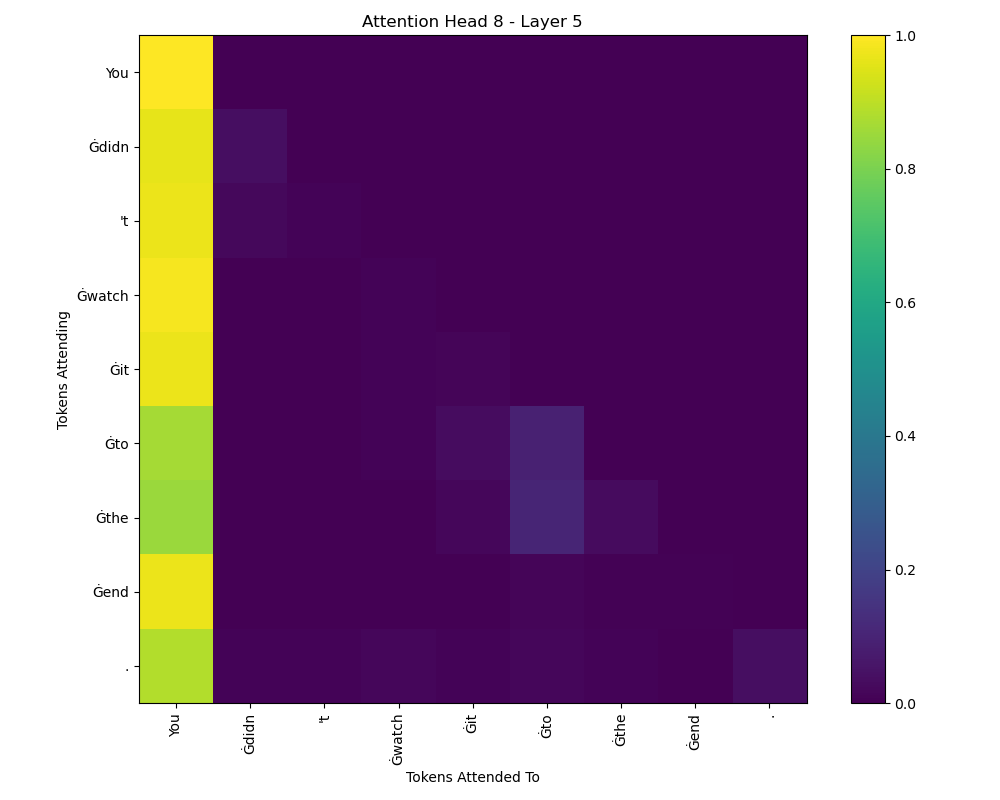 Attention Head 8 - Layer 5
You
Ġdidn
't
Ġwatch
Ġit
Ġto
Ġthe
Ġend
.
Tokens Attending
You
Ġdidn
't
Ġwatch
Ġit
Ġto
Ġthe
Ġend
.
Tokens Attended To
1.0
0.8
0.6
0.4
0.2
0.0